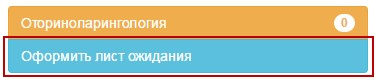 Оториноларингология 0
Оформить лист ожидания